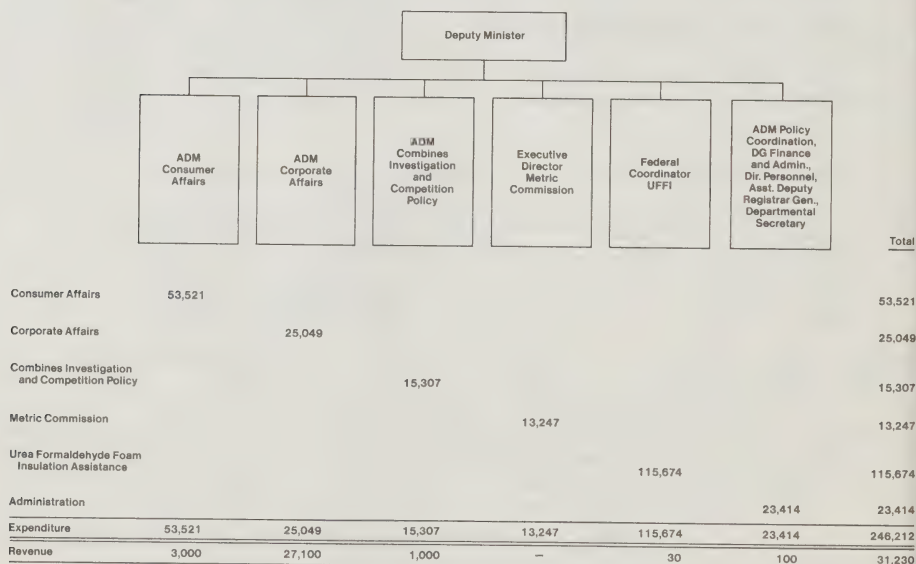 Deputy Minister
ADM
Consumer
Affairs
ADM
Corporate
Affairs
ADM
Combines
Investigation
and
Competition
Policy
Executive
Director
Metric
Commission
Federal
Coordinator
UFFI
ADM Policy
Coordination,
DG Finance
and Admin.,
Dir. Personnel,
Asst. Deputy
Registrar Gen.,
Departmental
Secretary
Total
Consumer Affairs 53,521 53,521
Corporate Affairs 25,049 25,049
Combines Investigation
and Competition Policy 15,307 15,307
Metric Commission 13,247 13,247
Urea Formaldehyde Foam
Insulation Assistance 115,674 115,674
Administration 23,414 23,414
Expenditure 53,521 25,049 15,307 13,247 115,674 23,414 246,212
Revenue 3,000 27,100 1,000 – 30 100 31,230